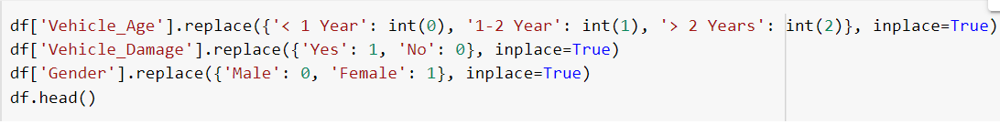 df['Vehicle_Age'].replace({'< 1 Year': int(0), '1-2 Year': int(1), '> 2 Years': int(2)}, inplace=True)
df['Vehicle_Damage'].replace({'Yes': 1, 'No': 0}, inplace=True)
df['Gender'].replace({'Male': 0, 'Female': 1}, inplace=True)
df.head()